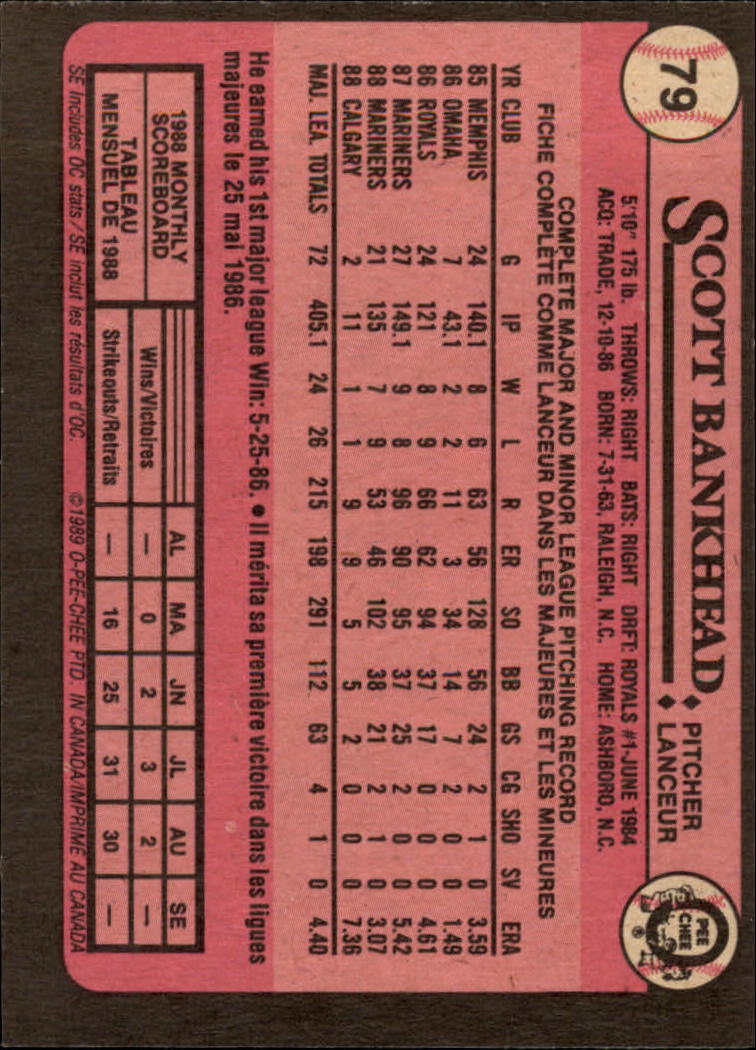 79
SCOTT BANKHEAD
♦ PITCHER
♦ LANCEUR
O PEE CHEE ®
5'10" 175 lb. THROWS: RIGHT BATS: RIGHT DRFT: ROYALS #1-JUNE 1984
ACQ: TRADE, 12-10-86 BORN: 7-31-63, RALEIGH, N.C. HOME: ASHBORO, N.C.
COMPLETE MAJOR AND MINOR LEAGUE PITCHING RECORD
FICHE COMPLÈTE COMME LANCEUR DANS LES MAJEURES ET LES MINEURES
YR CLUB G IP W L R ER SO BB GS CG SHO SV ERA
85 MEMPHIS 24 140.1 8 6 63 56 128 56 24 2 1 0 3.59
86 OMAHA 7 43.1 2 2 11 3 34 14 7 2 0 0 1.49
86 ROYALS 24 121 8 9 66 62 94 37 17 0 0 0 4.61
87 MARINERS 27 149.1 9 8 96 90 95 37 25 2 0 0 5.42
88 MARINERS 21 135 7 9 53 46 102 38 21 2 1 0 3.07
88 CALGARY 2 11 1 1 9 9 5 5 2 0 0 0 7.36
MAJ. LEA. TOTALS 72 405.1 24 26 215 198 291 112 63 4 1 0 4.40
He earned his 1st major league Win: 5-25-86. ● Il mérita sa première victoire dans les ligues
majeures le 25 mai 1986.
1988 MONTHLY
SCOREBOARD
TABLEAU
MENSUEL DE 1988
AL MA JN JL AU SE
Wins/Victoires — 0 2 3 2 —
Strikeouts/Retraits — 16 25 31 30 —
SE Includes OC stats/SE inclut les résultats d'OC. ©1989 O-PEE-CHEE PTD. IN CANADA/IMPRIMÉ AU CANADA